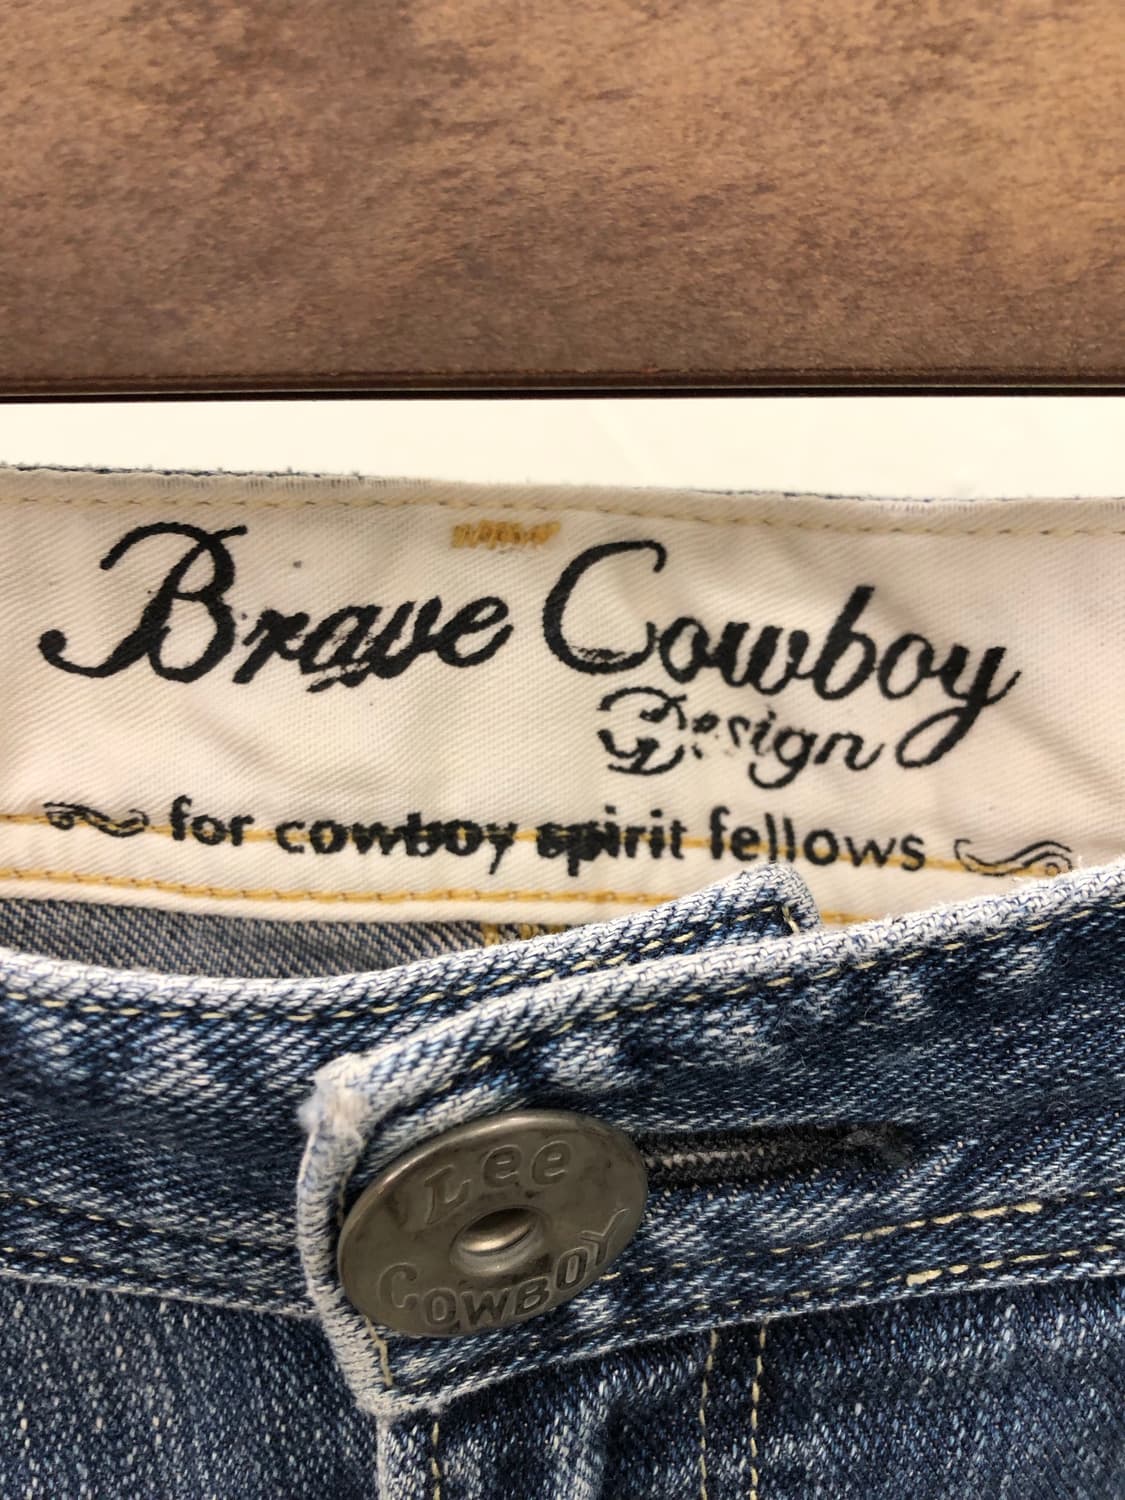 Brave Cowboy
Design
for cowboy spirit fellows
Lee
COWBOY